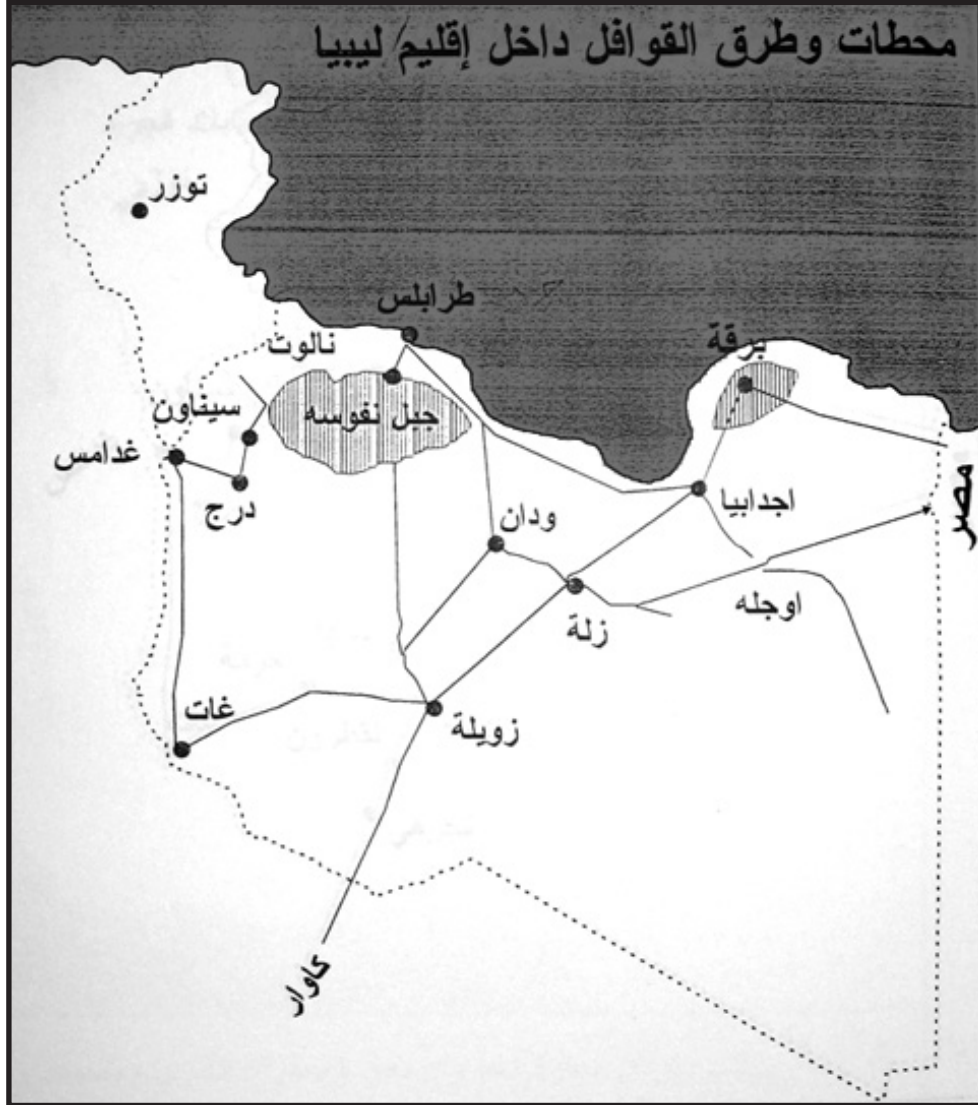 محطات وطرق القوافل داخل إقليم ليبيا
توزر
طرابلس
نالوت
برقة
سيناون
جبل نفوسه
غدامس
درج
اجدابيا
مصر
ودان
اوجله
زلة
غات
زويلة
كاوار